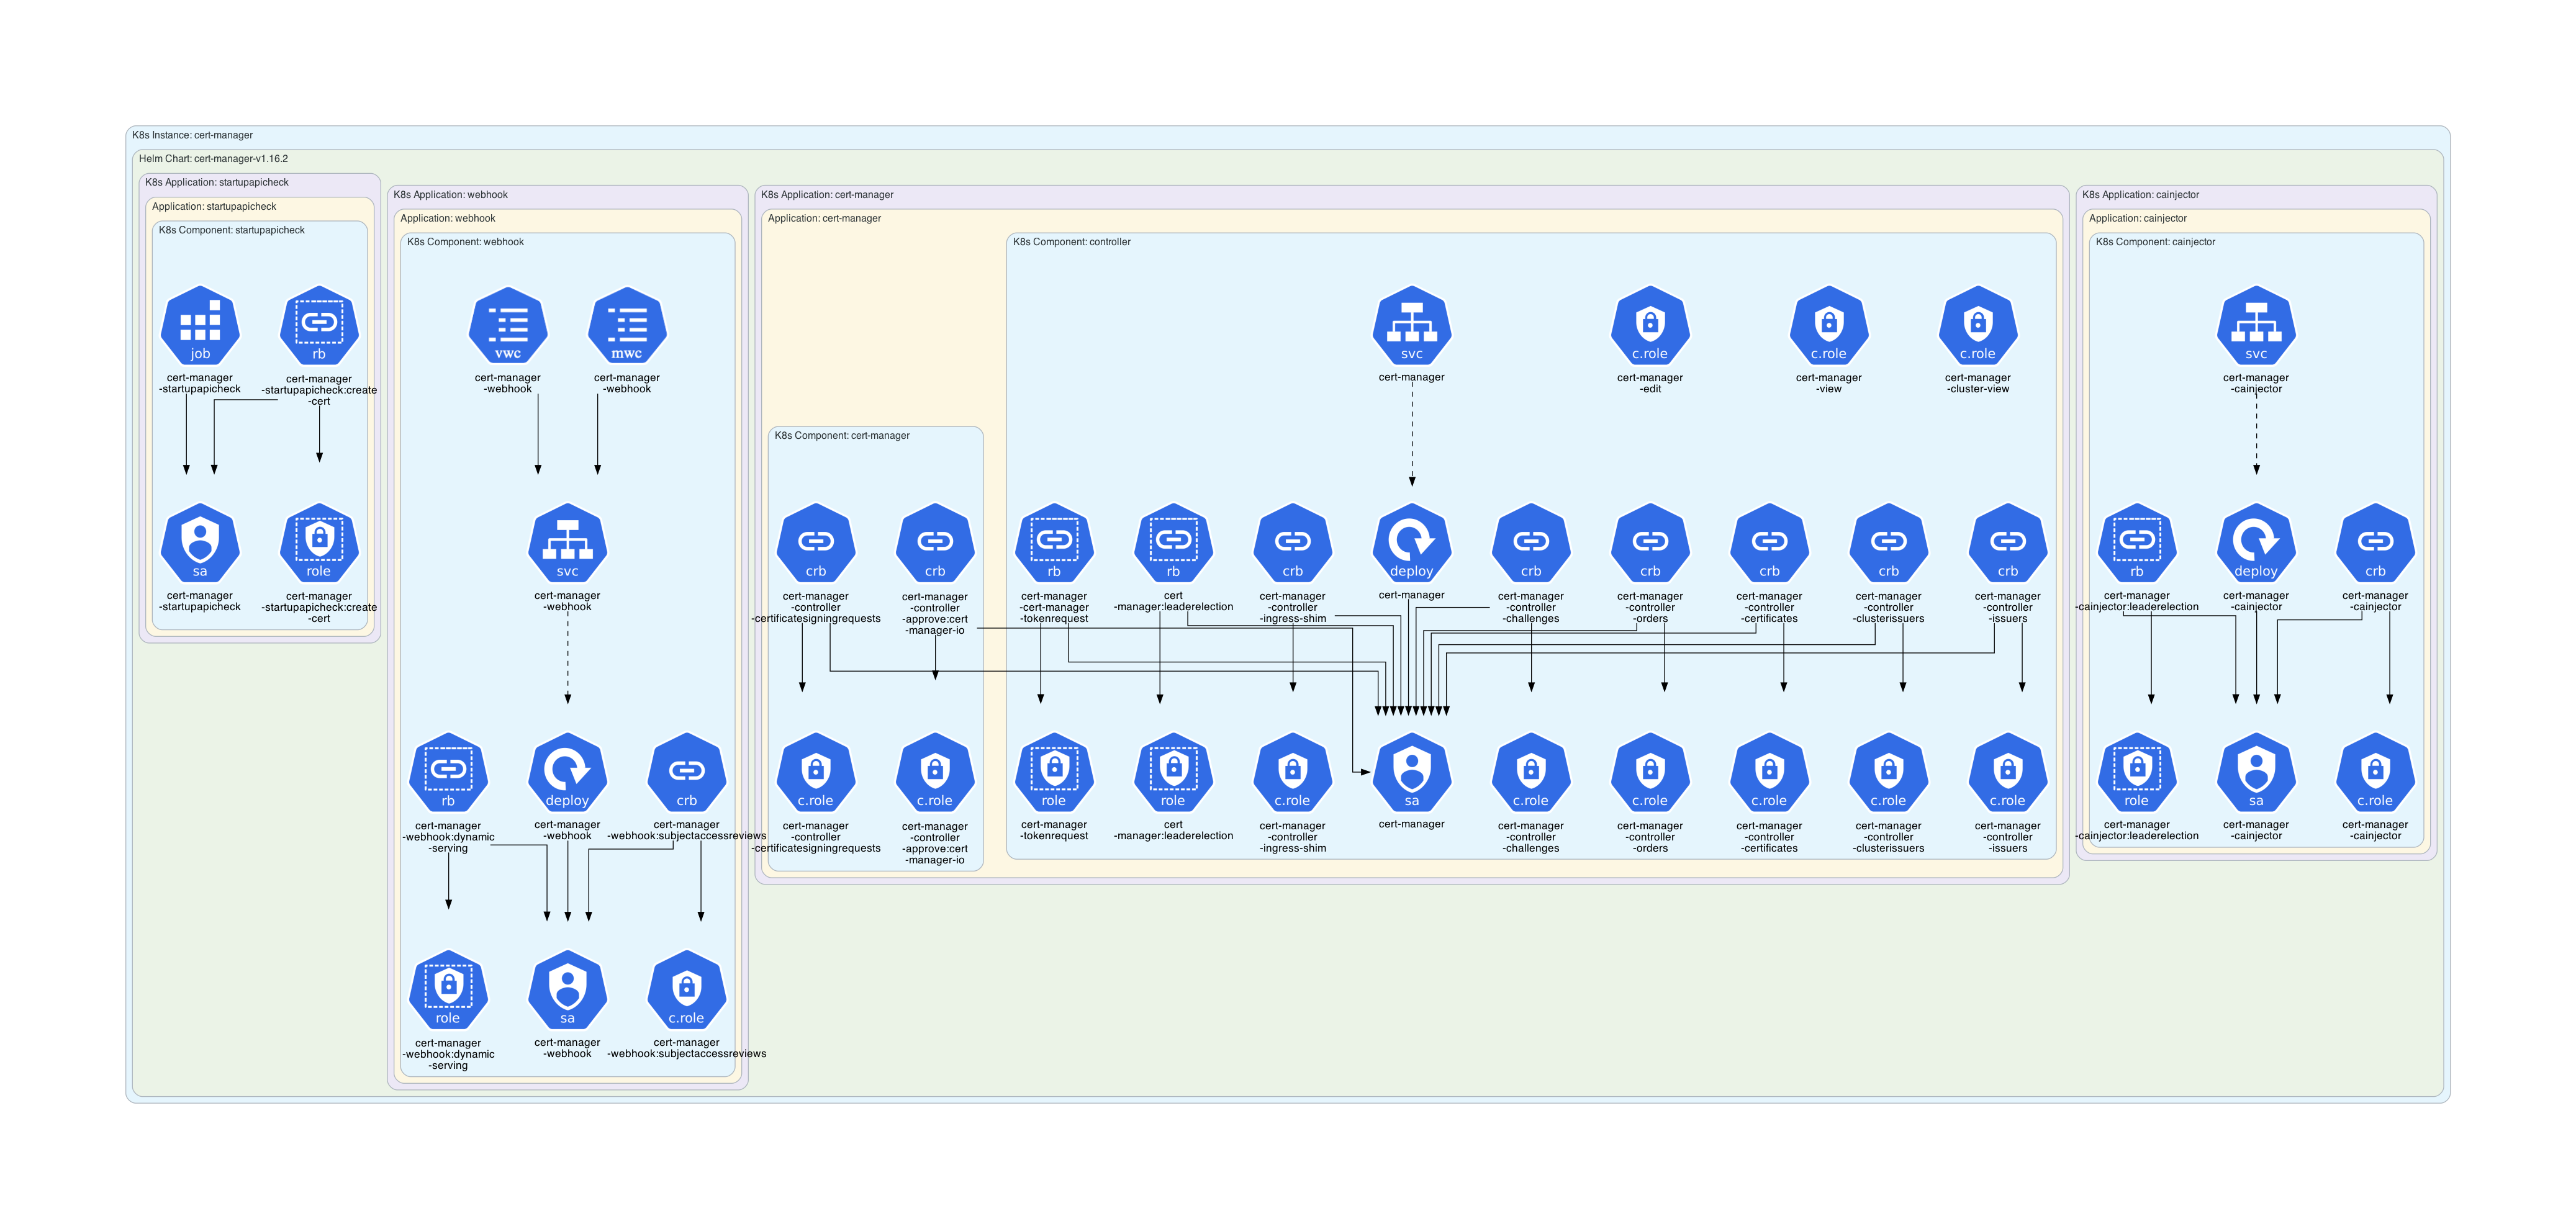 K8s Instance: cert-manager
Helm Chart: cert-manager-v1.16.2
K8s Application: startupapicheck
Application: startupapicheck
K8s Component: startupapicheck
job
cert-manager
-startupapicheck
rb
cert-manager
-startupapicheck:create
-cert
sa
cert-manager
-startupapicheck
role
cert-manager
-startupapicheck:create
-cert
K8s Application: webhook
Application: webhook
K8s Component: webhook
vwc
cert-manager
-webhook
mwc
cert-manager
-webhook
svc
cert-manager
-webhook
rb
cert-manager
-webhook:dynamic
-serving
deploy
cert-manager
-webhook
crb
cert-manager
-webhook:subjectaccessreviews
role
cert-manager
-webhook:dynamic
-serving
sa
cert-manager
-webhook
c.role
cert-manager
-webhook:subjectaccessreviews
K8s Application: cert-manager
Application: cert-manager
K8s Component: cert-manager
crb
cert-manager
-controller
-certificatesigningrequests
crb
cert-manager
-controller
-approve:cert
-manager-io
c.role
cert-manager
-controller
-certificatesigningrequests
c.role
cert-manager
-controller
-approve:cert
-manager-io
K8s Component: controller
svc
cert-manager
c.role
cert-manager
-edit
c.role
cert-manager
-view
c.role
cert-manager
-cluster-view
rb
cert-manager
-cert-manager
-tokenrequest
rb
cert
-manager:leaderelection
crb
cert-manager
-controller
-ingress-shim
deploy
cert-manager
crb
cert-manager
-controller
-challenges
crb
cert-manager
-controller
-orders
crb
cert-manager
-controller
-certificates
crb
cert-manager
-controller
-clusterissuers
crb
cert-manager
-controller
-issuers
role
cert-manager
-tokenrequest
role
cert
-manager:leaderelection
c.role
cert-manager
-controller
-ingress-shim
sa
cert-manager
c.role
cert-manager
-controller
-challenges
c.role
cert-manager
-controller
-orders
c.role
cert-manager
-controller
-certificates
c.role
cert-manager
-controller
-clusterissuers
c.role
cert-manager
-controller
-issuers
K8s Application: cainjector
Application: cainjector
K8s Component: cainjector
svc
cert-manager
-cainjector
rb
cert-manager
-cainjector:leaderelection
deploy
cert-manager
-cainjector
crb
cert-manager
-cainjector
role
cert-manager
-cainjector:leaderelection
sa
cert-manager
-cainjector
c.role
cert-manager
-cainjector